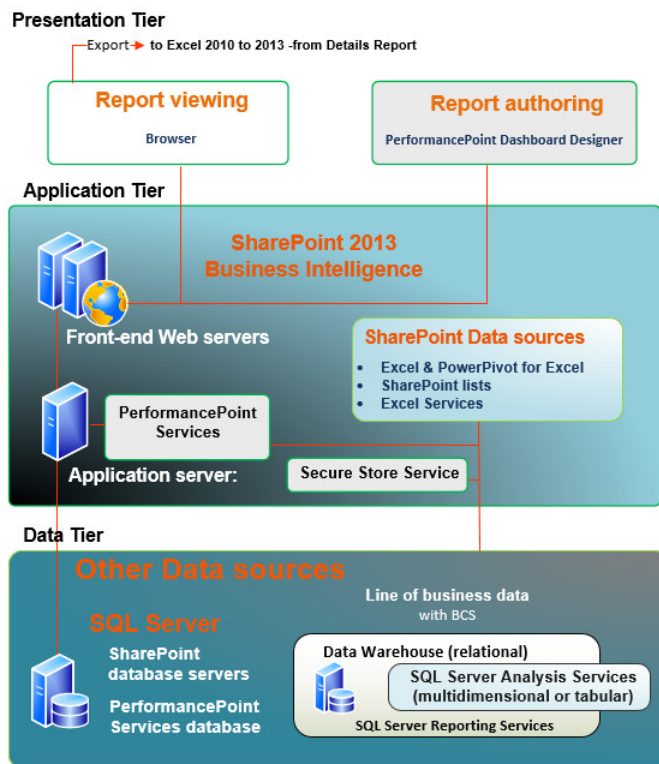 Presentation Tier
Export to Excel 2010 to 2013 -from Details Report
Report viewing
Browser
Report authoring
PerformancePoint Dashboard Designer
Application Tier
SharePoint 2013
Business Intelligence
Front-end Web servers
SharePoint Data sources
• Excel & PowerPivot for Excel
• SharePoint lists
• Excel Services
PerformancePoint
Services
Application server:
Secure Store Service
Data Tier
Other Data sources
Line of business data
with BCS
SQL Server
SharePoint
database servers
PerformancePoint
Services database
Data Warehouse (relational)
SQL Server Analysis Services
(multidimensional or tabular)
SQL Server Reporting Services